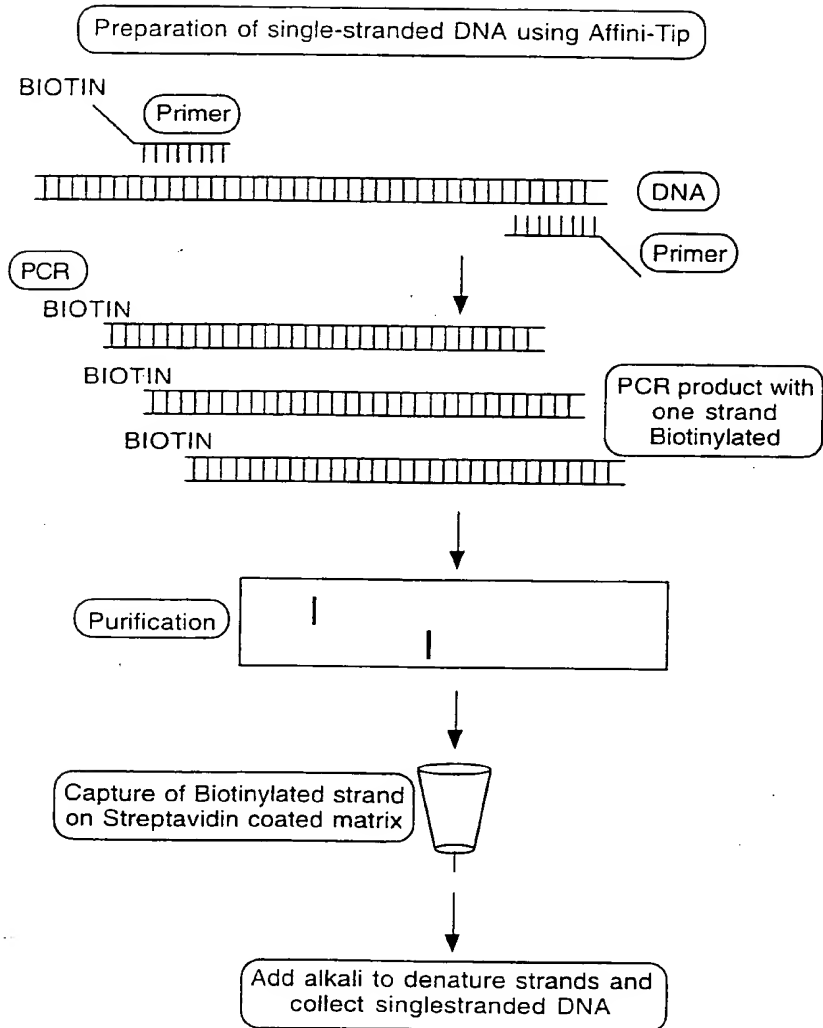 Preparation of single-stranded DNA using Affini-Tip
BIOTIN
Primer
DNA
Primer
PCR
BIOTIN
BIOTIN
BIOTIN
PCR product with
one strand
Biotinylated
Purification
Capture of Biotinylated strand
on Streptavidin coated matrix
Add alkali to denature strands and
collect singlestranded DNA